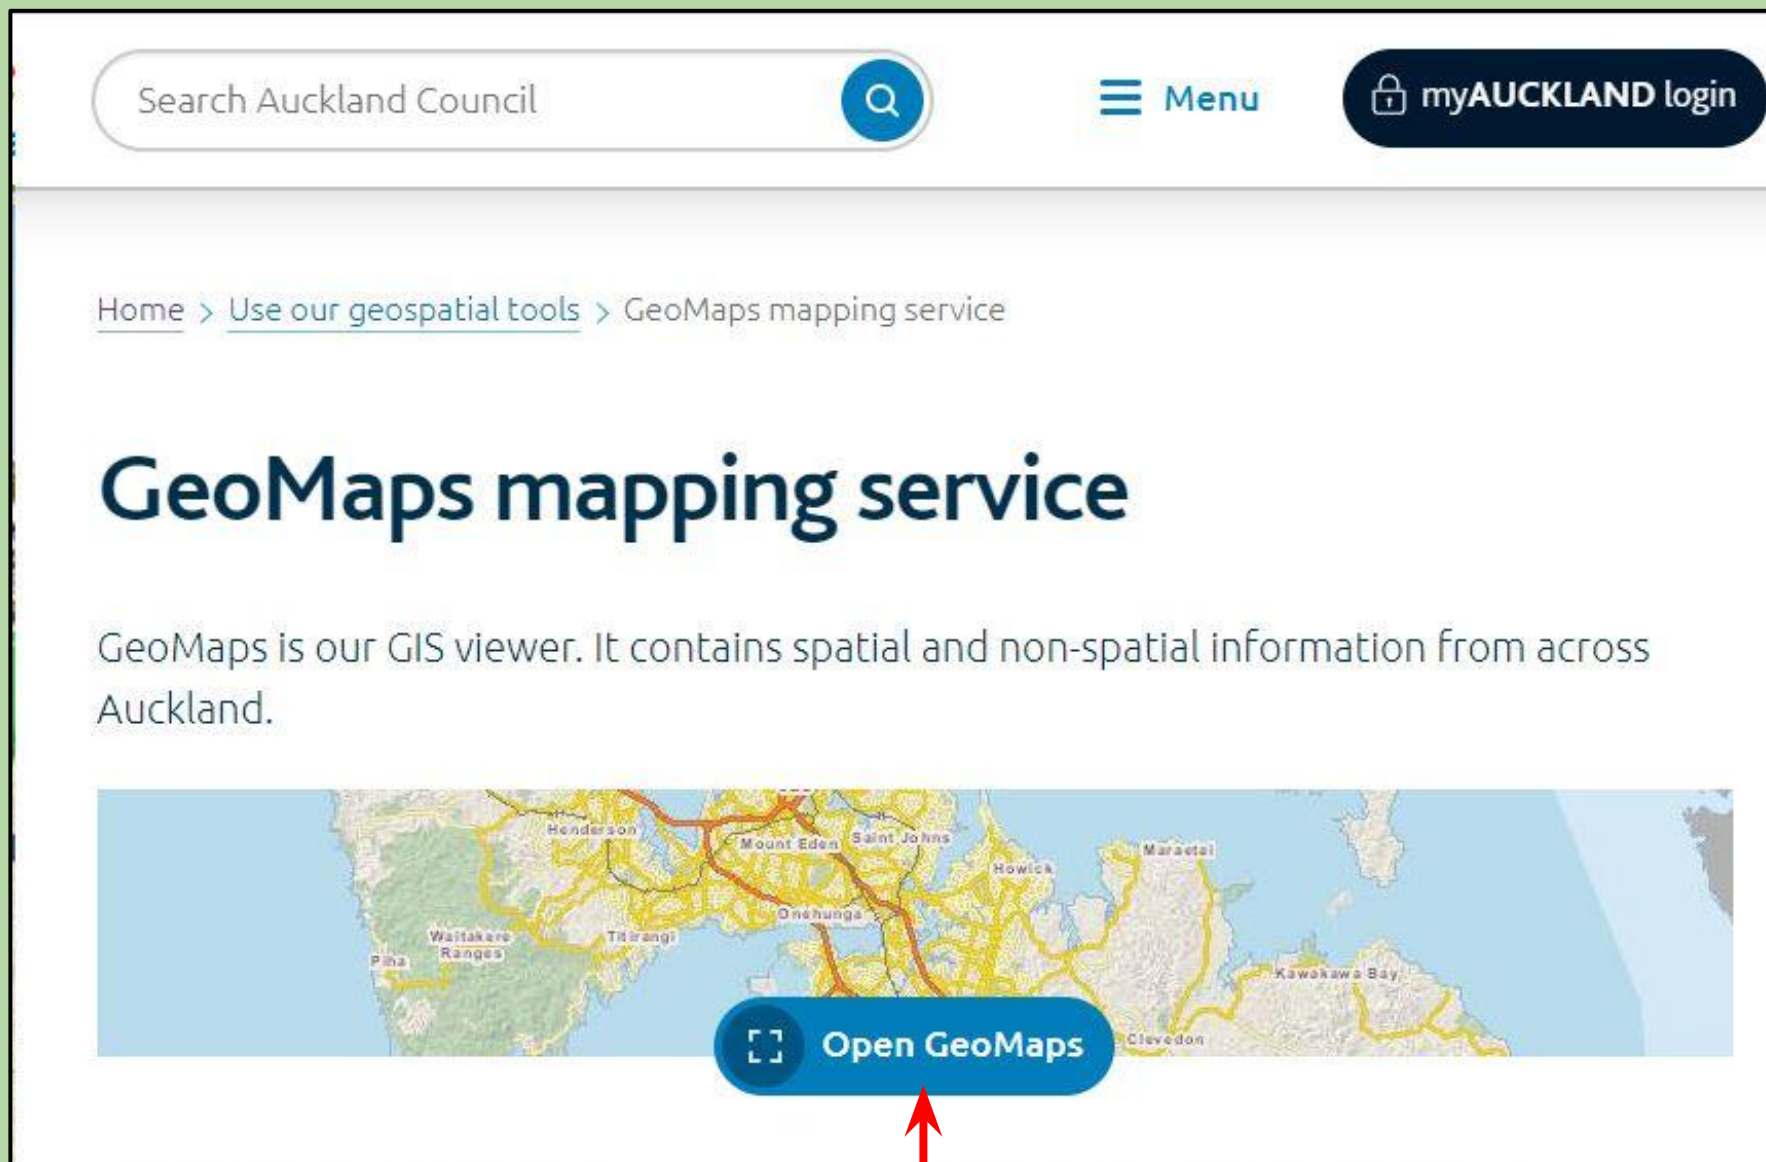 Search Auckland Council
Menu
myAUCKLAND login
Home > Use our geospatial tools > GeoMaps mapping service
GeoMaps mapping service
GeoMaps is our GIS viewer. It contains spatial and non-spatial information from across
Auckland.
Henderson
Mount Eden
Saint Johns
Howick
Maraetai
Onehunga
Waitakere
Ranges
Titirangi
Piha
Kawakawa Bay
Clevedon
Open GeoMaps